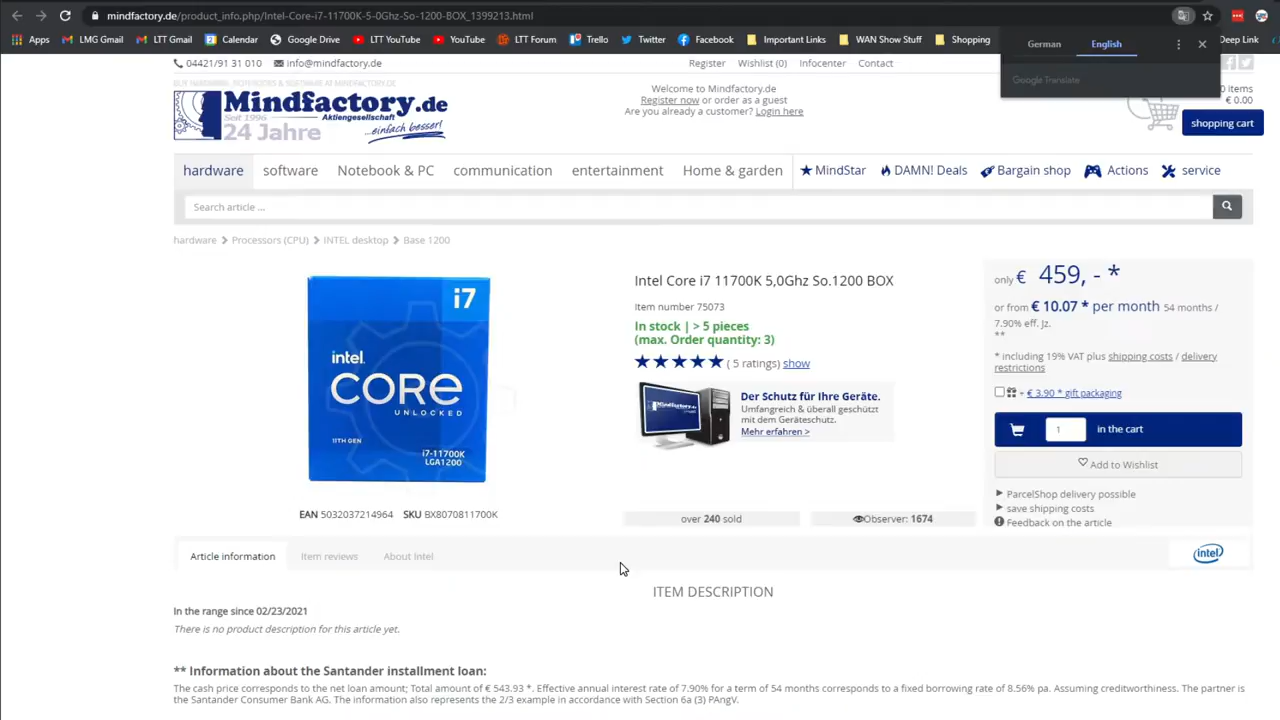 mindfactory.de/product_info.php/Intel-Core-i7-11700K-5-0Ghz-So-1200-BOX_1399213.html
Apps LMG Gmail LTT Gmail Calendar Google Drive LTT YouTube YouTube LTT Forum Trello Twitter Facebook Important Links WAN Show Stuff Shopping Deep Link
German English
Google Translate
04421/91 31 010 info@mindfactory.de Register Wishlist (0) Infocenter Contact
Mindfactory.de
Aktiengesellschaft
Seit 1996
24 Jahre
...einfach besser!
Welcome to Mindfactory.de
Register now or order as a guest
Are you already a customer? Login here
0 items
€ 0.00
shopping cart
hardware software Notebook & PC communication entertainment Home & garden MindStar DAMN! Deals Bargain shop Actions service
Search article ...
hardware Processors (CPU) INTEL desktop Base 1200
i7
intel.
CORE
UNLOCKED
11TH GEN
i7-11700K
LGA1200
EAN 5032037214964 SKU BX8070811700K
Intel Core i7 11700K 5,0Ghz So.1200 BOX
Item number 75073
In stock | > 5 pieces
(max. Order quantity: 3)
( 5 ratings) show
Mindfactory.de
Der Schutz für Ihre Geräte.
Umfangreich & überall geschützt
mit dem Geräteschutz.
Mehr erfahren >
over 240 sold
Observer: 1674
only € 459, - *
or from € 10.07 * per month 54 months /
7.90% eff. Jz.
**
* including 19% VAT plus shipping costs / delivery
restrictions
+ € 3.90 * gift packaging
1 in the cart
Add to Wishlist
ParcelShop delivery possible
save shipping costs
Feedback on the article
Article information Item reviews About Intel
intel
ITEM DESCRIPTION
In the range since 02/23/2021
There is no product description for this article yet.
** Information about the Santander installment loan:
The cash price corresponds to the net loan amount; Total amount of € 543.93 *. Effective annual interest rate of 7.90% for a term of 54 months corresponds to a fixed borrowing rate of 8.56% pa. Assuming creditworthiness. The partner is
the Santander Consumer Bank AG. The information also represents the 2/3 example in accordance with Section 6a (3) PAngV.